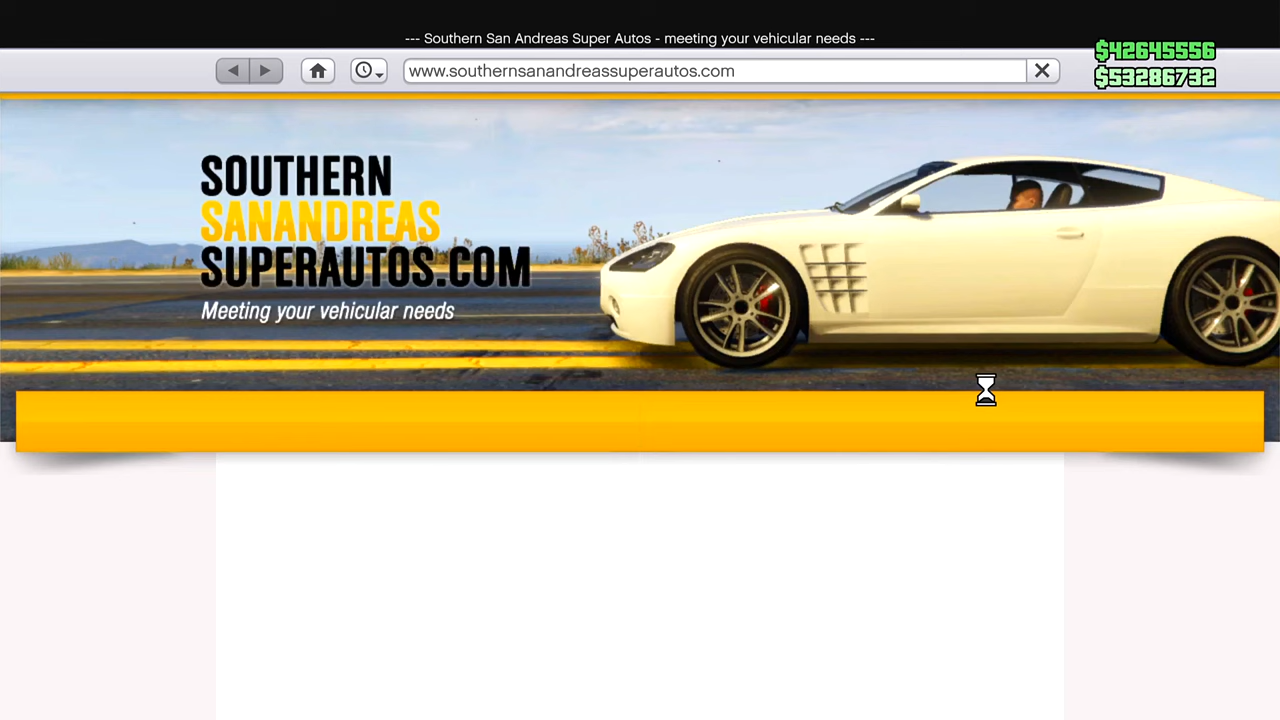 --- Southern San Andreas Super Autos - meeting your vehicular needs ---
www.southernsanandreassuperautos.com
$42645556
$53286732
SOUTHERN
SANANDREAS
SUPERAUTOS.COM
Meeting your vehicular needs